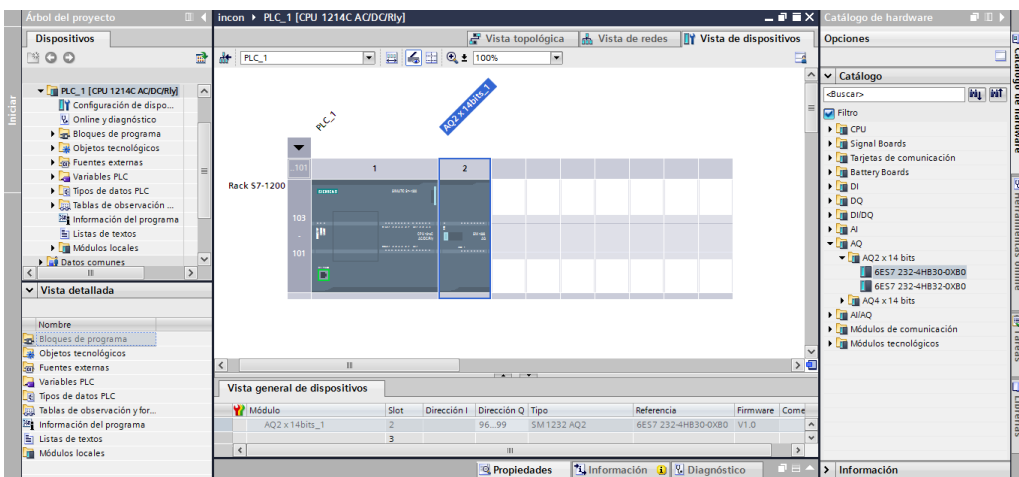 Árbol del proyecto
Dispositivos
PLC_1 [CPU 1214C AC/DC/Rly]
Configuración de dispo...
Online y diagnóstico
Bloques de programa
Objetos tecnológicos
Fuentes externas
Variables PLC
Tipos de datos PLC
Tablas de observación ...
Información del programa
Listas de textos
Módulos locales
Datos comunes
Vista detallada
Nombre
Bloques de programa
Objetos tecnológicos
Fuentes externas
Variables PLC
Tipos de datos PLC
Tablas de observación y for...
Información del programa
Listas de textos
Módulos locales
Iniciar
incon PLC_1 [CPU 1214C AC/DC/Rly]
Vista topológica Vista de redes Vista de dispositivos
PLC_1 100%
PLC_1 AQ2 x 14bits_1
..101 1 2
Rack S7-1200
SIEMENS
103
-
101
Vista general de dispositivos
Módulo Slot Dirección I Dirección Q Tipo Referencia Firmware Come
AQ2 x 14bits_1 2 96...99 SM 1232 AQ2 6ES7 232-4HB30-0XB0 V1.0
3
Propiedades Información Diagnóstico
Catálogo de hardware
Opciones
Catálogo
<Buscar>
Filtro
CPU
Signal Boards
Tarjetas de comunicación
Battery Boards
DI
DQ
DI/DQ
AI
AQ
AQ2 x 14 bits
6ES7 232-4HB30-0XB0
6ES7 232-4HB32-0XB0
AQ4 x 14 bits
AI/AQ
Módulos de comunicación
Módulos tecnológicos
Información
Catálogo de hardware
Herramientas online
Tareas
Librerías